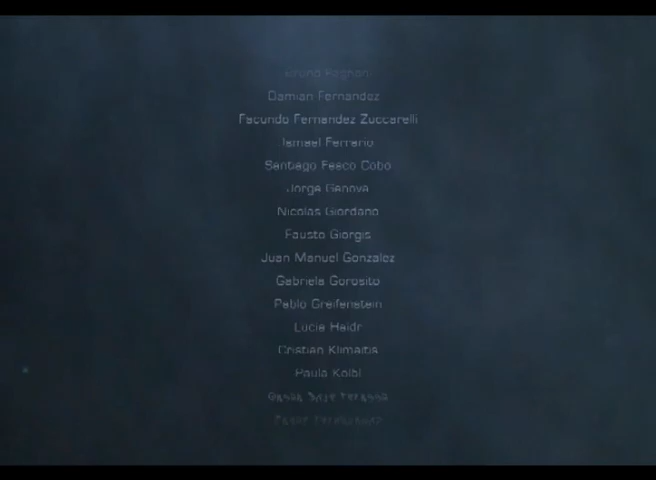 Damian Fernandez
Facundo Fernandez Zuccarelli
Ismael Ferrano
Santiago Fesco Cobo
Jorge Genova
Nicolas Giordano
Fausto Giorgis
Juan Manuel Gonzalez
Gabriela Gorosito
Pablo Greifenstein
Lucia Haidr
Cristian Klimaitis
Paula Kolbl